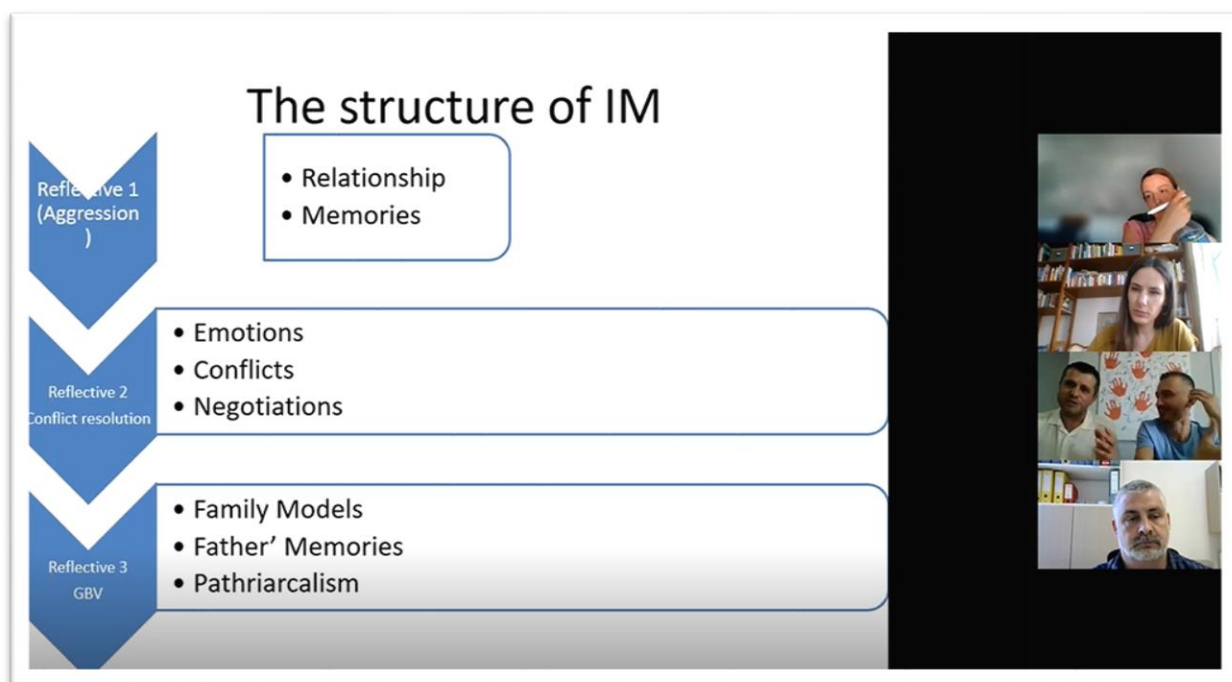 The structure of IM
Reflective 1
(Aggression
)
• Relationship
• Memories
Reflective 2
Conflict resolution
• Emotions
• Conflicts
• Negotiations
Reflective 3
GBV
• Family Models
• Father’ Memories
• Pathriarcalism